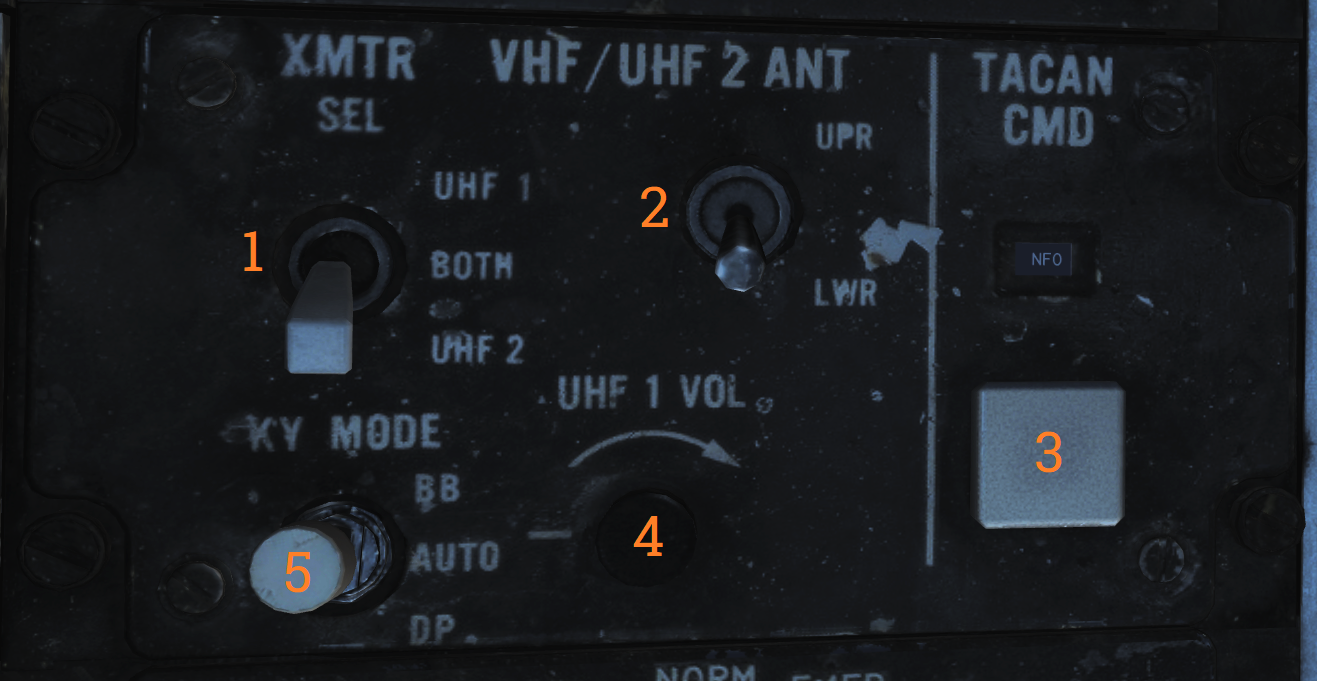 XMTR
SEL
VHF/UHF 2 ANT
TACAN
CMD
UPR
UHF 1
2
1
BOTH
NFO
LWR
UHF 2
UHF 1 VOL
KY MODE
3
BB
4
AUTO
5
DP
NORM EMER